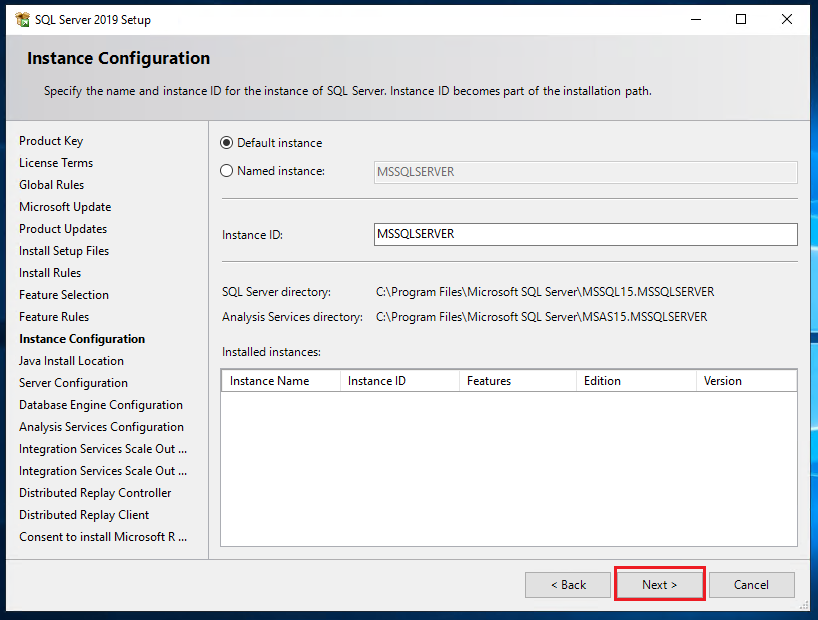 SQL Server 2019 Setup
Instance Configuration
Specify the name and instance ID for the instance of SQL Server. Instance ID becomes part of the installation path.
Product Key
License Terms
Global Rules
Microsoft Update
Product Updates
Install Setup Files
Install Rules
Feature Selection
Feature Rules
Instance Configuration
Java Install Location
Server Configuration
Database Engine Configuration
Analysis Services Configuration
Integration Services Scale Out ...
Integration Services Scale Out ...
Distributed Replay Controller
Distributed Replay Client
Consent to install Microsoft R ...
Default instance
Named instance: MSSQLSERVER
Instance ID: MSSQLSERVER
SQL Server directory: C:\Program Files\Microsoft SQL Server\MSSQL15.MSSQLSERVER
Analysis Services directory: C:\Program Files\Microsoft SQL Server\MSAS15.MSSQLSERVER
Installed instances:
Instance Name Instance ID Features Edition Version
< Back Next > Cancel